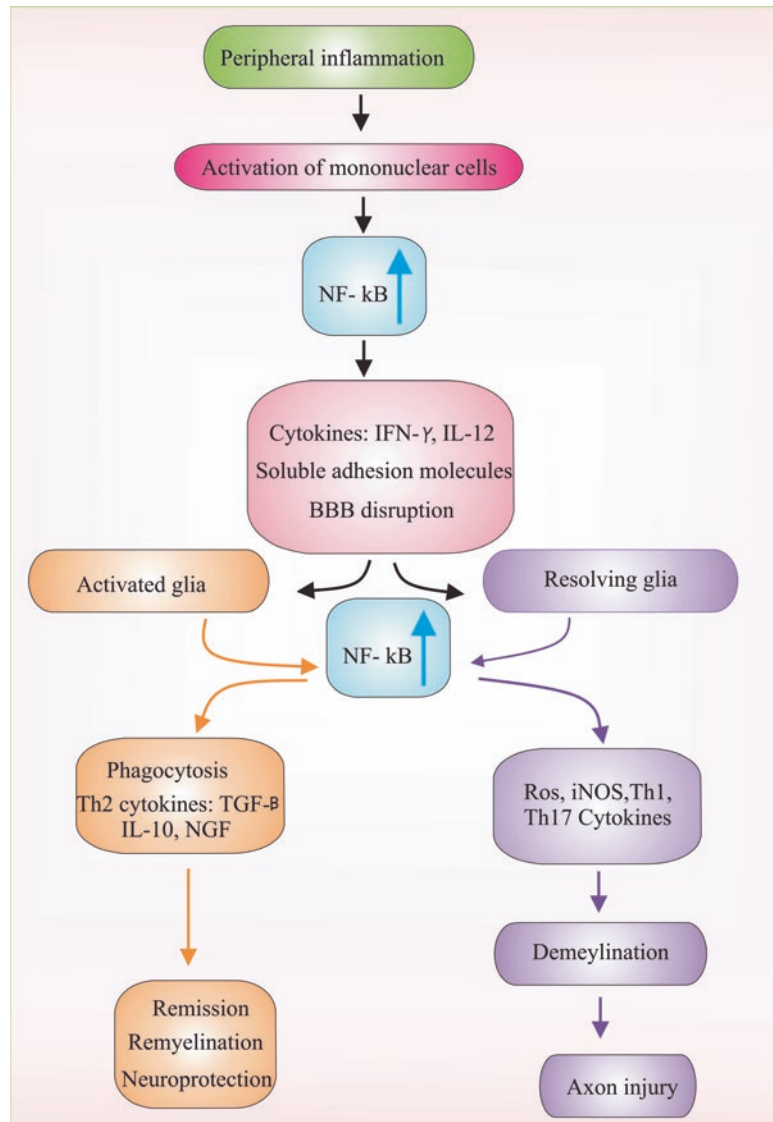 Peripheral inflammation
Activation of mononuclear cells
NF- kB
Cytokines: IFN-γ, IL-12
Soluble adhesion molecules
BBB disruption
Activated glia
Resolving glia
NF- kB
Phagocytosis
Th2 cytokines: TGF-B
IL-10, NGF
Ros, iNOS,Th1,
Th17 Cytokines
Remission
Remyelination
Neuroprotection
Demeylination
Axon injury